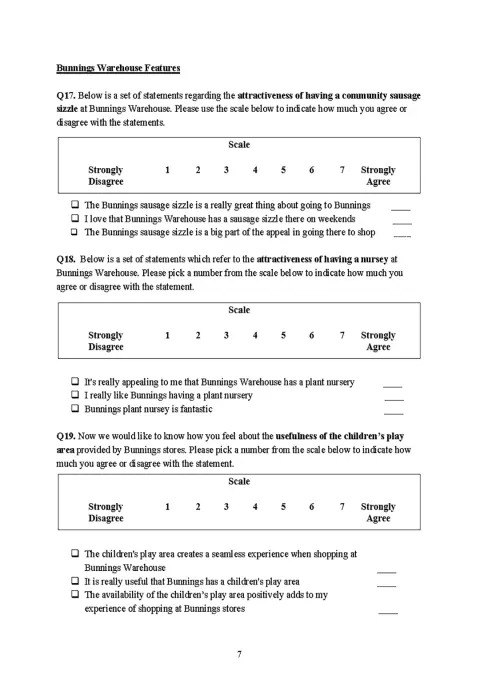 Bunnings Warehouse Features
Q17. Below is a set of statements regarding the attractiveness of having a community sausage
sizzle at Bunnings Warehouse. Please use the scale below to indicate how much you agree or
disagree with the statements.
Scale
Strongly 1 2 3 4 5 6 7 Strongly
Disagree Agree
❑ The Bunnings sausage sizzle is a really great thing about going to Bunnings ____
❑ I love that Bunnings Warehouse has a sausage sizzle there on weekends ____
❑ The Bunnings sausage sizzle is a big part of the appeal in going there to shop ____
Q18. Below is a set of statements which refer to the attractiveness of having a nursey at
Bunnings Warehouse. Please pick a number from the scale below to indicate how much you
agree or disagree with the statement.
Scale
Strongly 1 2 3 4 5 6 7 Strongly
Disagree Agree
❑ It's really appealing to me that Bunnings Warehouse has a plant nursery ____
❑ I really like Bunnings having a plant nursery ____
❑ Bunnings plant nursey is fantastic ____
Q19. Now we would like to know how you feel about the usefulness of the children's play
area provided by Bunnings stores. Please pick a number from the scale below to indicate how
much you agree or disagree with the statement.
Scale
Strongly 1 2 3 4 5 6 7 Strongly
Disagree Agree
❑ The children's play area creates a seamless experience when shopping at
Bunnings Warehouse ____
❑ It is really useful that Bunnings has a children's play area ____
❑ The availability of the children's play area positively adds to my
experience of shopping at Bunnings stores ____
7